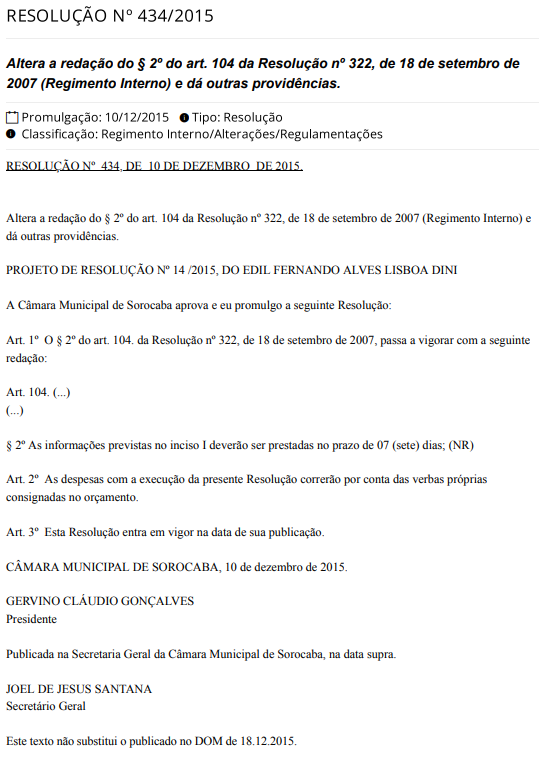 RESOLUÇÃO Nº 434/2015
Altera a redação do § 2º do art. 104 da Resolução nº 322, de 18 de setembro de
2007 (Regimento Interno) e dá outras providências.
Promulgação: 10/12/2015 Tipo: Resolução
Classificação: Regimento Interno/Alterações/Regulamentações
RESOLUÇÃO Nº 434, DE 10 DE DEZEMBRO DE 2015.
Altera a redação do § 2º do art. 104 da Resolução nº 322, de 18 de setembro de 2007 (Regimento Interno) e
dá outras providências.
PROJETO DE RESOLUÇÃO Nº 14 /2015, DO EDIL FERNANDO ALVES LISBOA DINI
A Câmara Municipal de Sorocaba aprova e eu promulgo a seguinte Resolução:
Art. 1º O § 2º do art. 104. da Resolução nº 322, de 18 de setembro de 2007, passa a vigorar com a seguinte
redação:
Art. 104. (...)
(...)
§ 2º As informações previstas no inciso I deverão ser prestadas no prazo de 07 (sete) dias; (NR)
Art. 2º As despesas com a execução da presente Resolução correrão por conta das verbas próprias
consignadas no orçamento.
Art. 3º Esta Resolução entra em vigor na data de sua publicação.
CÂMARA MUNICIPAL DE SOROCABA, 10 de dezembro de 2015.
GERVINO CLÁUDIO GONÇALVES
Presidente
Publicada na Secretaria Geral da Câmara Municipal de Sorocaba, na data supra.
JOEL DE JESUS SANTANA
Secretário Geral
Este texto não substitui o publicado no DOM de 18.12.2015.